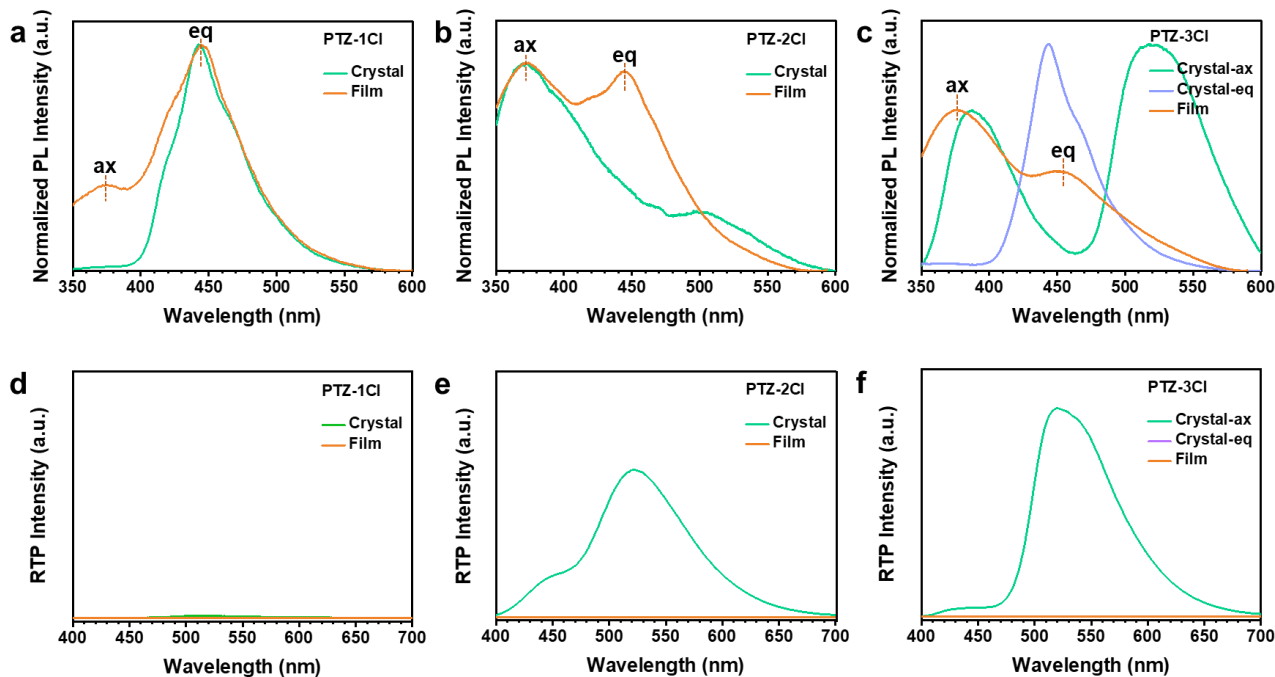 a
Normalized PL Intensity (a.u.)
eq
ax
PTZ-1Cl
Crystal
Film
350 400 450 500 550 600
Wavelength (nm)
b
Normalized PL Intensity (a.u.)
ax
eq
PTZ-2Cl
Crystal
Film
350 400 450 500 550 600
Wavelength (nm)
c
Normalized PL Intensity (a.u.)
ax
eq
PTZ-3Cl
Crystal-ax
Crystal-eq
Film
350 400 450 500 550 600
Wavelength (nm)
d
RTP Intensity (a.u.)
PTZ-1Cl
Crystal
Film
400 450 500 550 600 650 700
Wavelength (nm)
e
RTP Intensity (a.u.)
PTZ-2Cl
Crystal
Film
400 450 500 550 600 650 700
Wavelength (nm)
f
RTP Intensity (a.u.)
PTZ-3Cl
Crystal-ax
Crystal-eq
Film
400 450 500 550 600 650 700
Wavelength (nm)